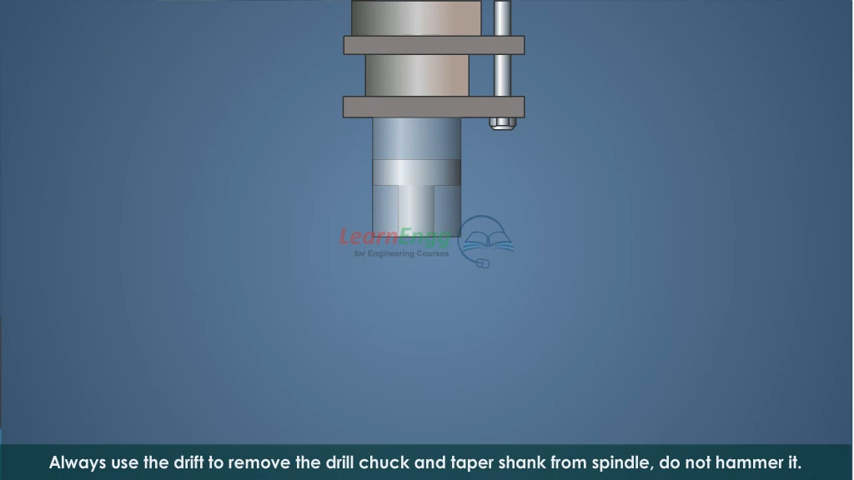 LearnEngg
for Engineering Courses
Always use the drift to remove the drill chuck and taper shank from spindle, do not hammer it.